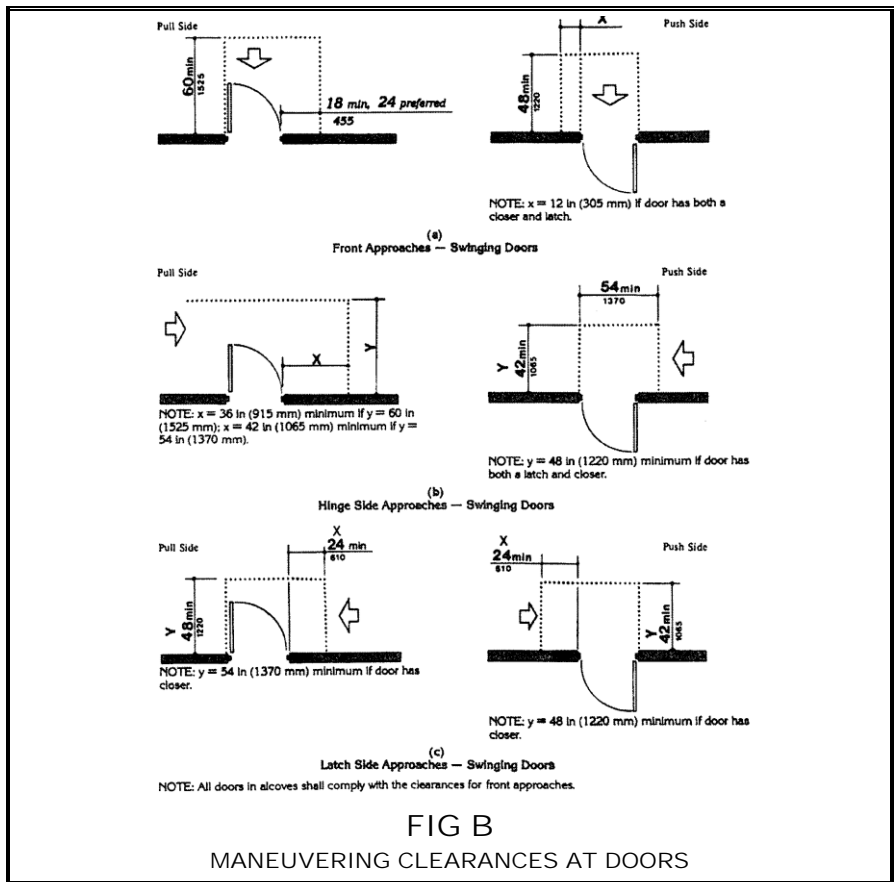 Pull Side
X
Push Side
60min
1525
18 min, 24 preferred
455
48min
1220
NOTE: x = 12 in (305 mm) if door has both a
closer and latch.
(a)
Front Approaches — Swinging Doors
Pull Side
Push Side
X
Y
54min
1370
Y
42min
1065
NOTE: x = 36 in (915 mm) minimum if y = 60 in
(1525 mm); x = 42 in (1065 mm) minimum if y =
54 in (1370 mm).
NOTE: y = 48 in (1220 mm) minimum if door has
both a latch and closer.
(b)
Hinge Side Approaches — Swinging Doors
Pull Side
X
24 min
610
Y
48min
1220
X
24min
610
Push Side
Y
42min
1065
NOTE: y = 54 in (1370 mm) minimum if door has
closer.
NOTE: y = 48 in (1220 mm) minimum if door has
closer.
(c)
Latch Side Approaches — Swinging Doors
NOTE: All doors in alcoves shall comply with the clearances for front approaches.
FIG B
MANEUVERING CLEARANCES AT DOORS